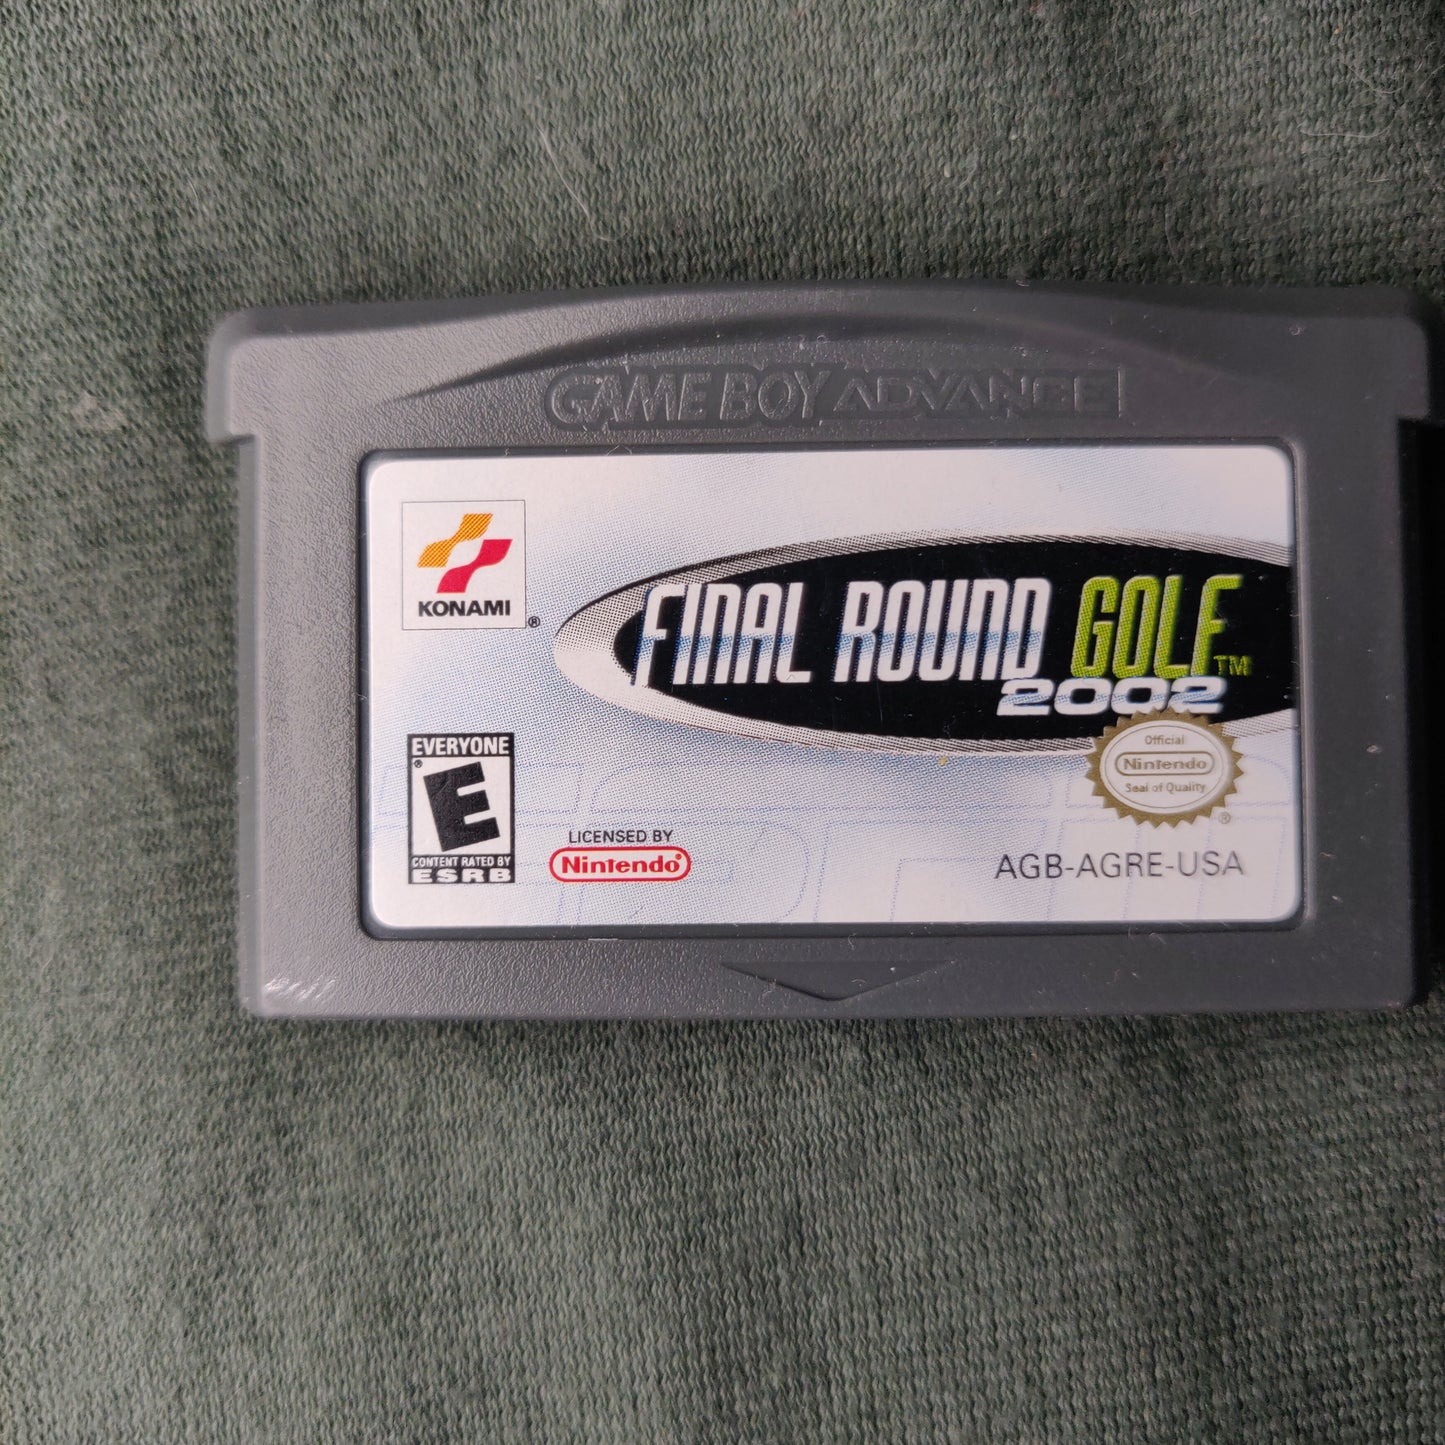 GAME BOY ADVANCE
KONAMI ®
FINAL ROUND GOLF™
2002
Official
Nintendo
Seal of Quality
®
EVERYONE
E ®
CONTENT RATED BY
ESRB
LICENSED BY
Nintendo®
AGB-AGRE-USA